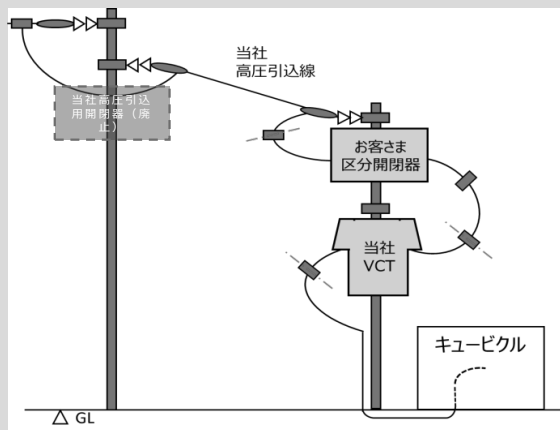 当社
高圧引込線
当社高圧引込
用開閉器（廃
止）
お客さま
区分開閉器
当社
VCT
キュービクル
GL